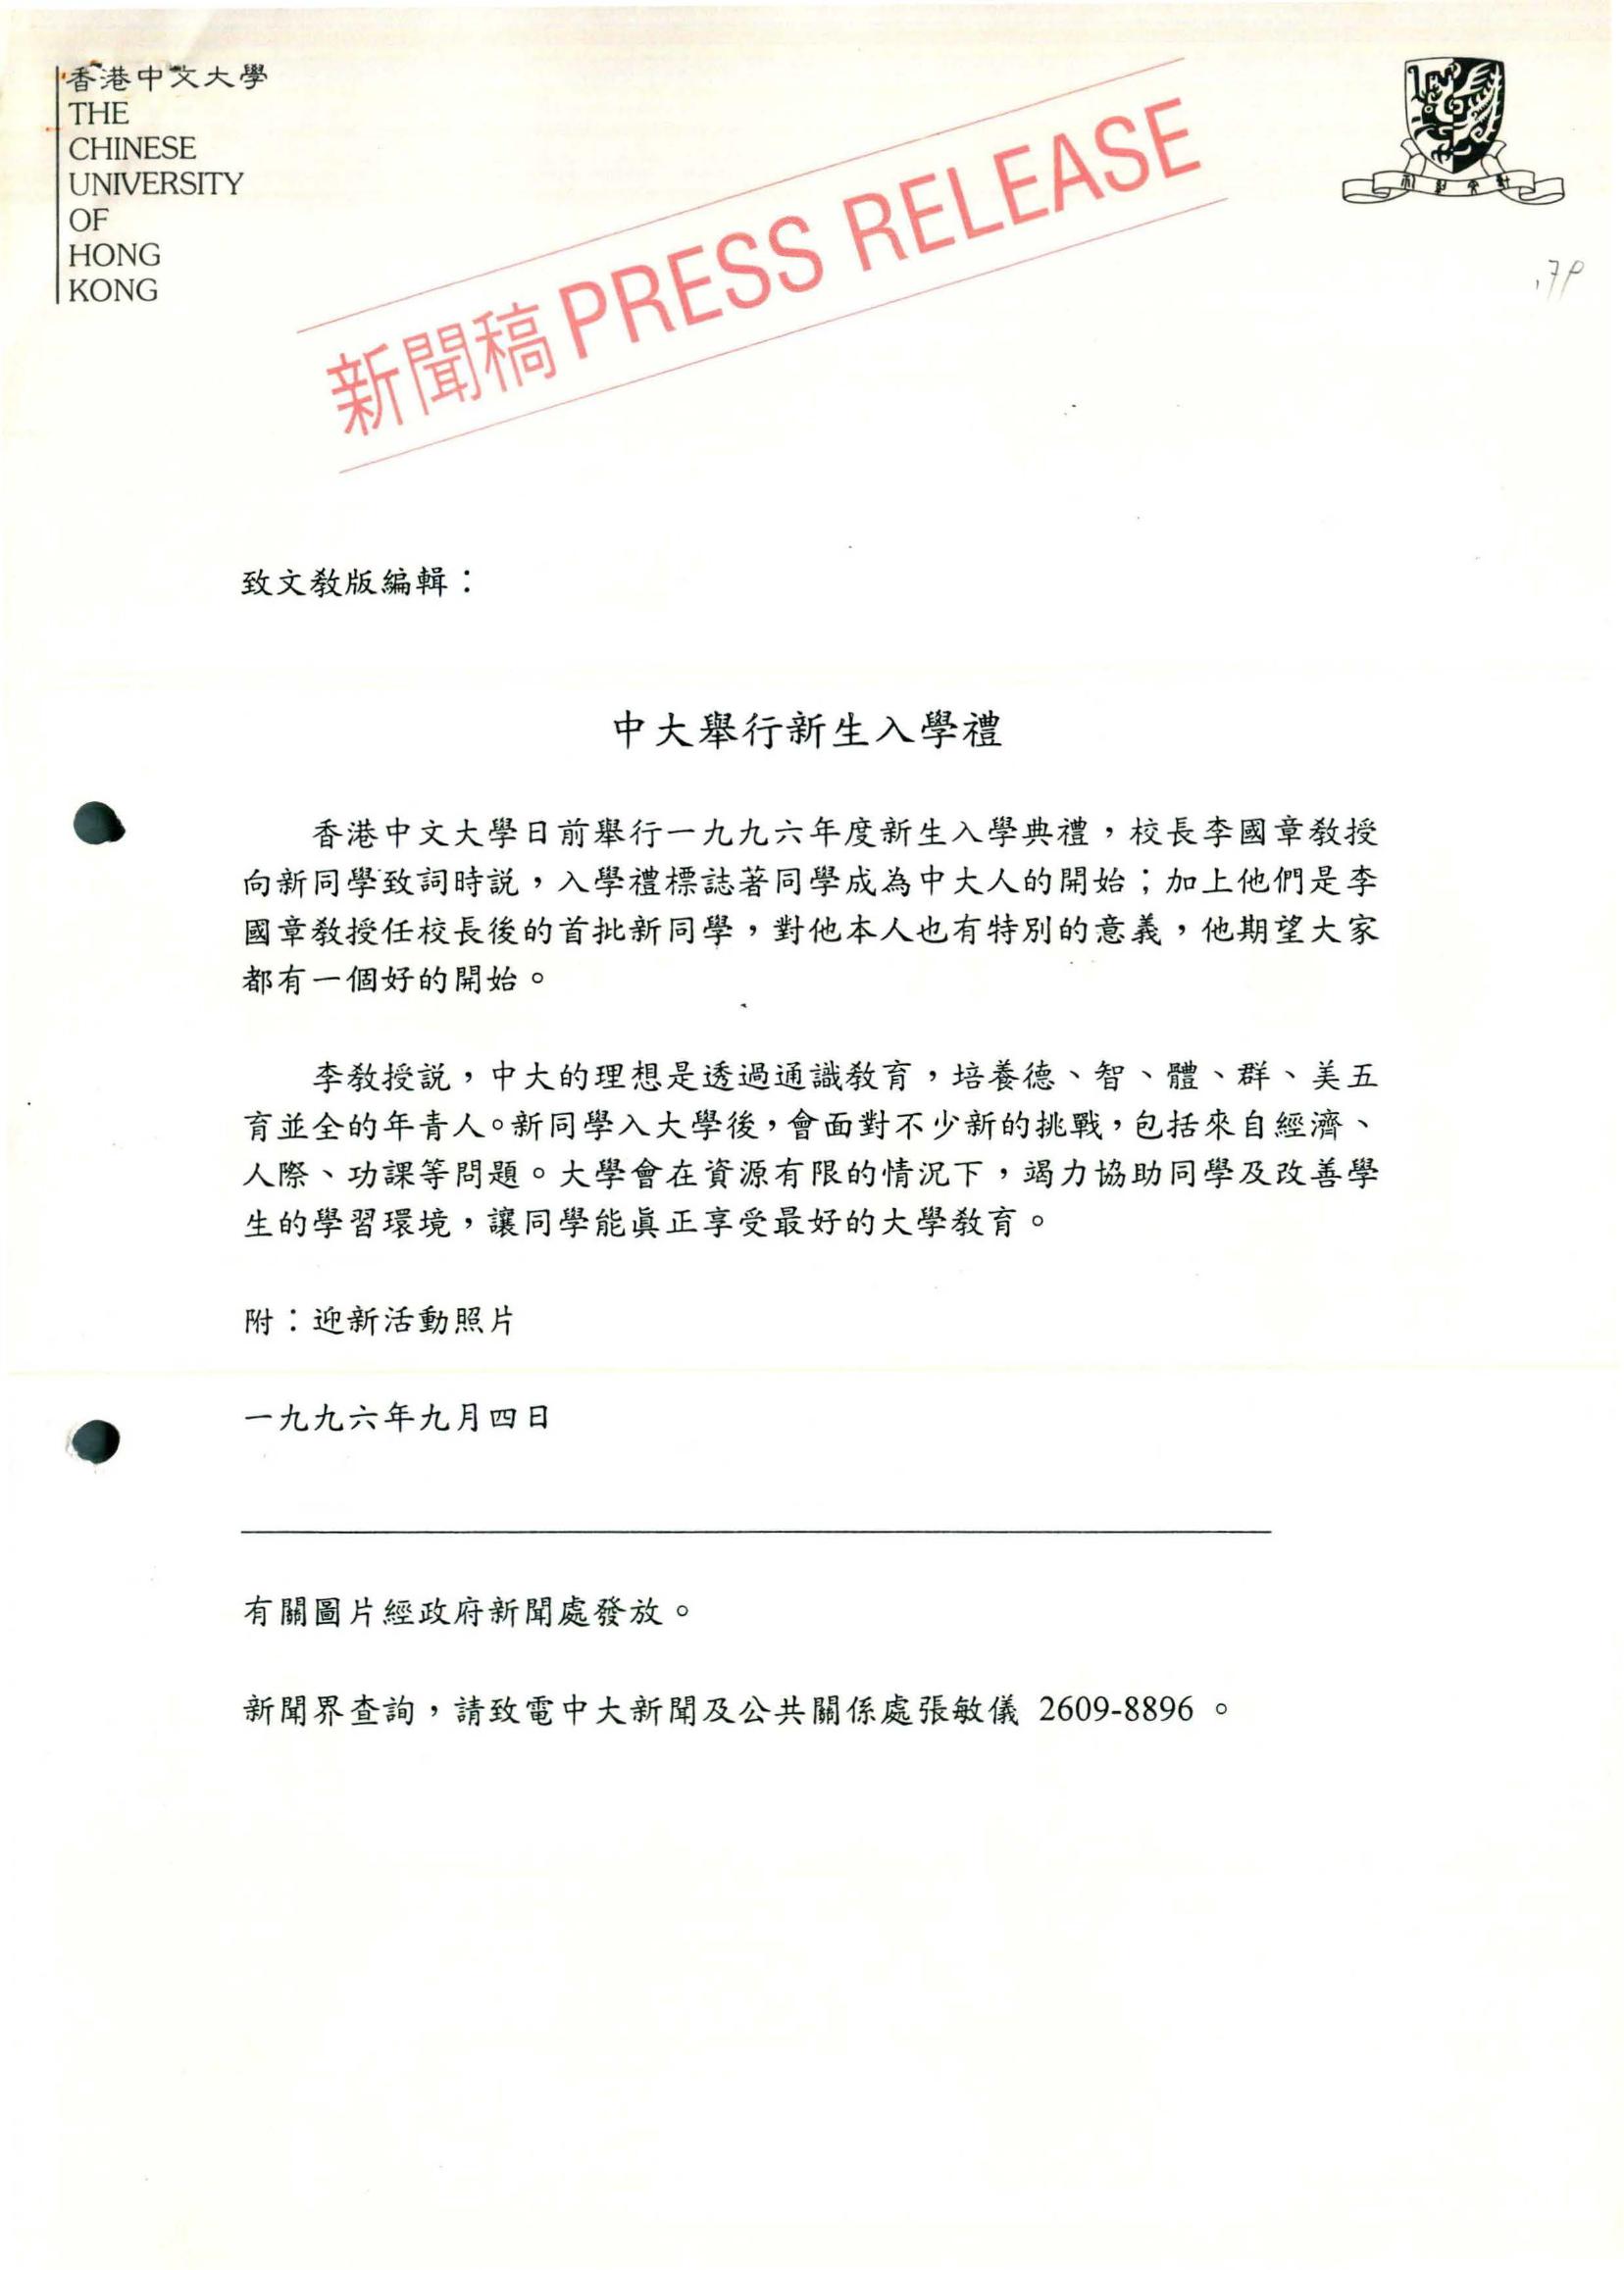 香港中文大學
THE
CHINESE
UNIVERSITY
OF
HONG
KONG
新聞稿 PRESS RELEASE
致文教版編輯：
中大舉行新生入學禮
香港中文大學日前舉行一九九六年度新生入學典禮，校長李國章教授
向新同學致詞時説，入學禮標誌著同學成為中大人的開始；加上他們是李
國章教授任校長後的首批新同學，對他本人也有特別的意義，他期望大家
都有一個好的開始。
李教授説，中大的理想是透過通識教育，培養德、智、體、群、美五
育並全的年青人。新同學入大學後，會面對不少新的挑戰，包括來自經濟、
人際、功課等問題。大學會在資源有限的情況下，竭力協助同學及改善學
生的學習環境，讓同學能眞正享受最好的大學教育。
附：迎新活動照片
一九九六年九月四日
有關圖片經政府新聞處發放。
新聞界查詢，請致電中大新聞及公共關係處張敏儀 2609-8896 。